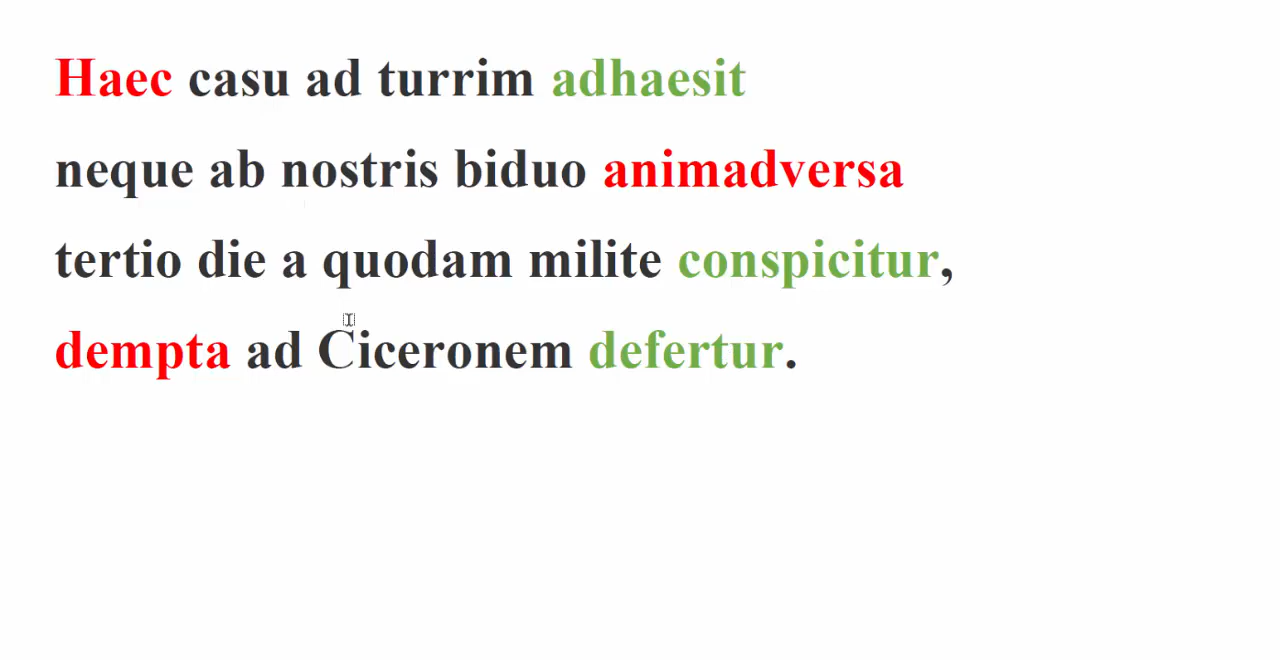 Haec casu ad turrim adhaesit
neque ab nostris biduo animadversa
tertio die a quodam milite conspicitur,
dempta ad Ciceronem defertur.